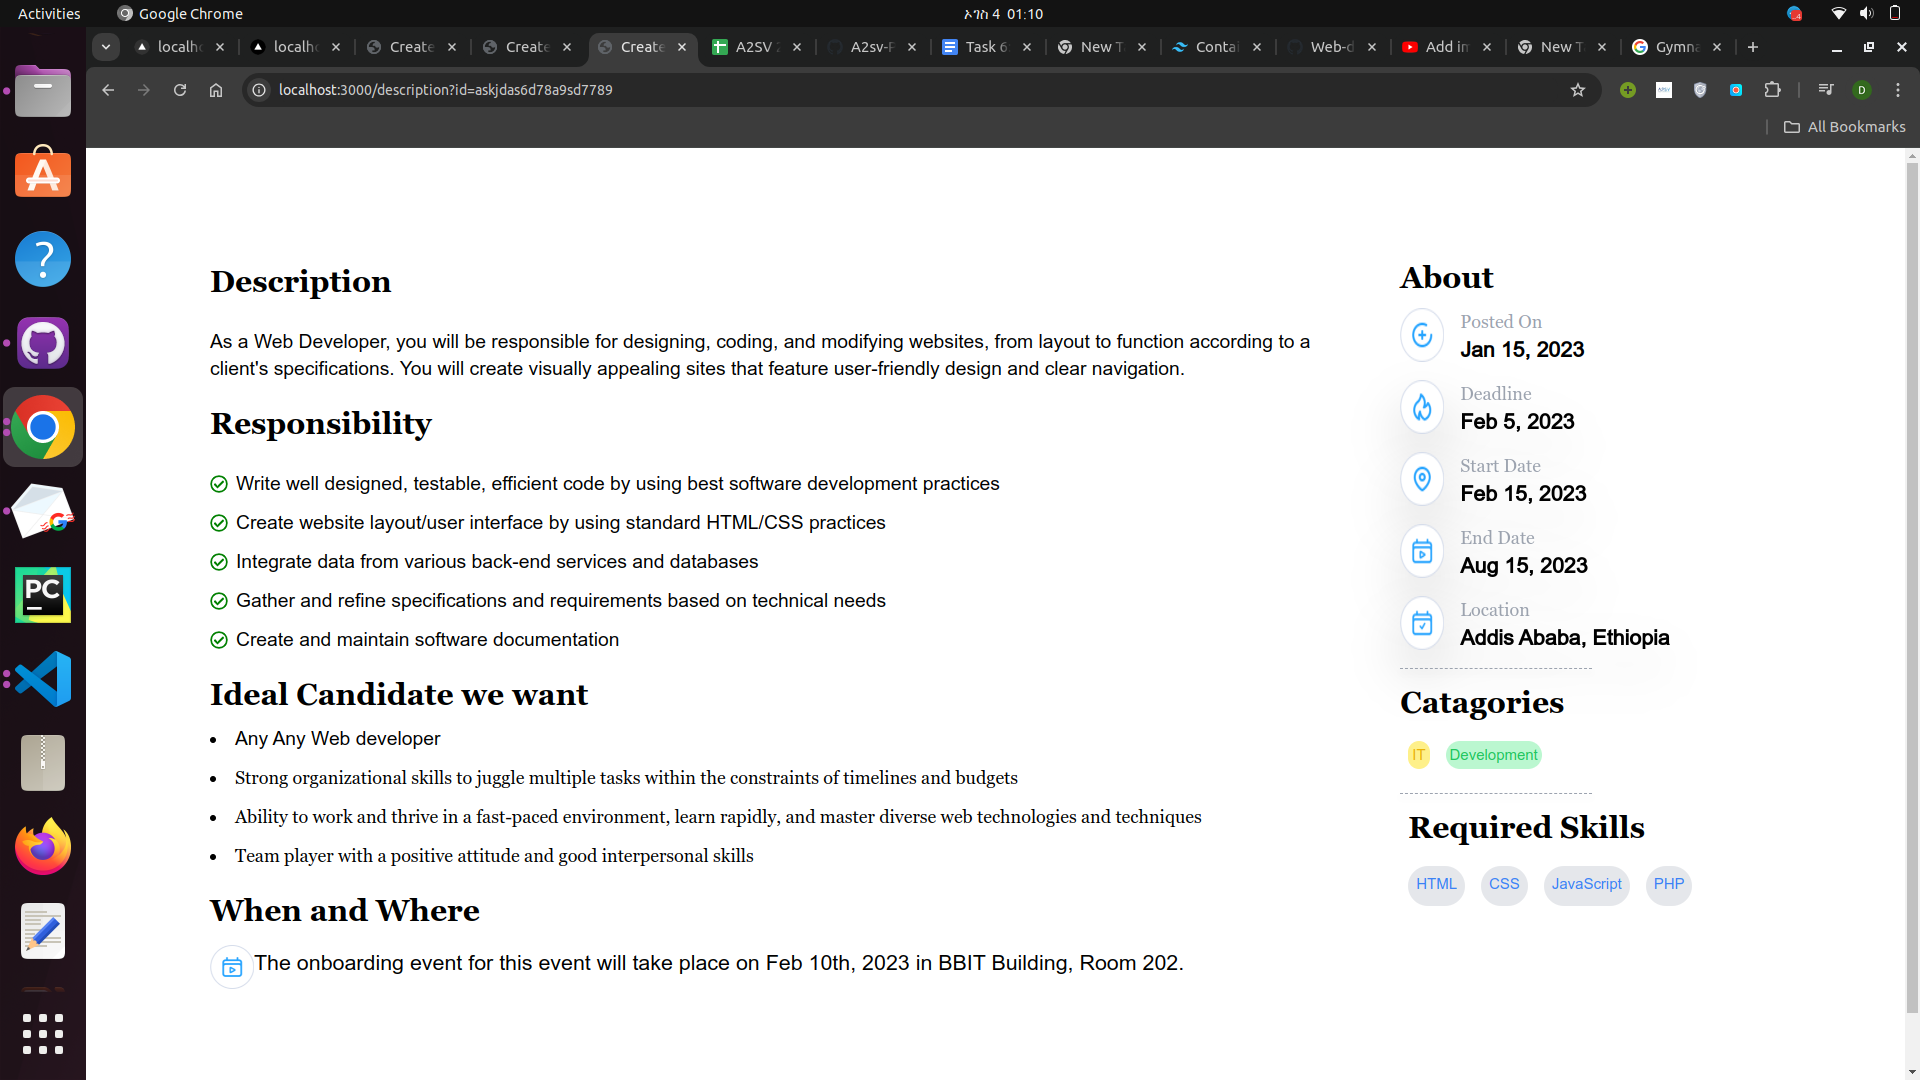 Activities
Google Chrome
ኦገስ 4 01:10
localho
localho
Create
Create
Create
A2SV 2
A2sv-P
Task 6:
New Ta
Contai
Web-d
Add im
New Ta
Gymna
localhost:3000/description?id=askjdas6d78a9sd7789
D
All Bookmarks
Description
As a Web Developer, you will be responsible for designing, coding, and modifying websites, from layout to function according to a
client's specifications. You will create visually appealing sites that feature user-friendly design and clear navigation.
Responsibility
Write well designed, testable, efficient code by using best software development practices
Create website layout/user interface by using standard HTML/CSS practices
Integrate data from various back-end services and databases
Gather and refine specifications and requirements based on technical needs
Create and maintain software documentation
Ideal Candidate we want
• Any Any Web developer
• Strong organizational skills to juggle multiple tasks within the constraints of timelines and budgets
• Ability to work and thrive in a fast-paced environment, learn rapidly, and master diverse web technologies and techniques
• Team player with a positive attitude and good interpersonal skills
When and Where
The onboarding event for this event will take place on Feb 10th, 2023 in BBIT Building, Room 202.
About
Posted On
Jan 15, 2023
Deadline
Feb 5, 2023
Start Date
Feb 15, 2023
End Date
Aug 15, 2023
Location
Addis Ababa, Ethiopia
Catagories
IT
Development
Required Skills
HTML
CSS
JavaScript
PHP
PC